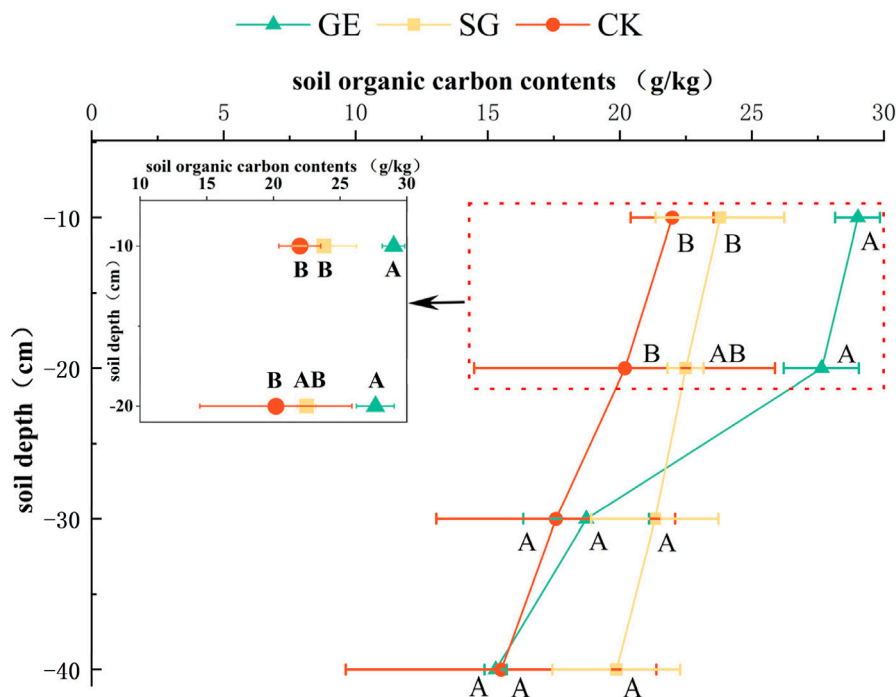 GE SG CK
soil organic carbon contents （g/kg）
0 5 10 15 20 25 30
soil organic carbon contents （g/kg）
10 15 20 25 30
-10
B B A
soil depth（cm）
B AB A
-20
soil depth（cm）
-10
B B A
-20
B AB A
-30
A A A
-40
A A A